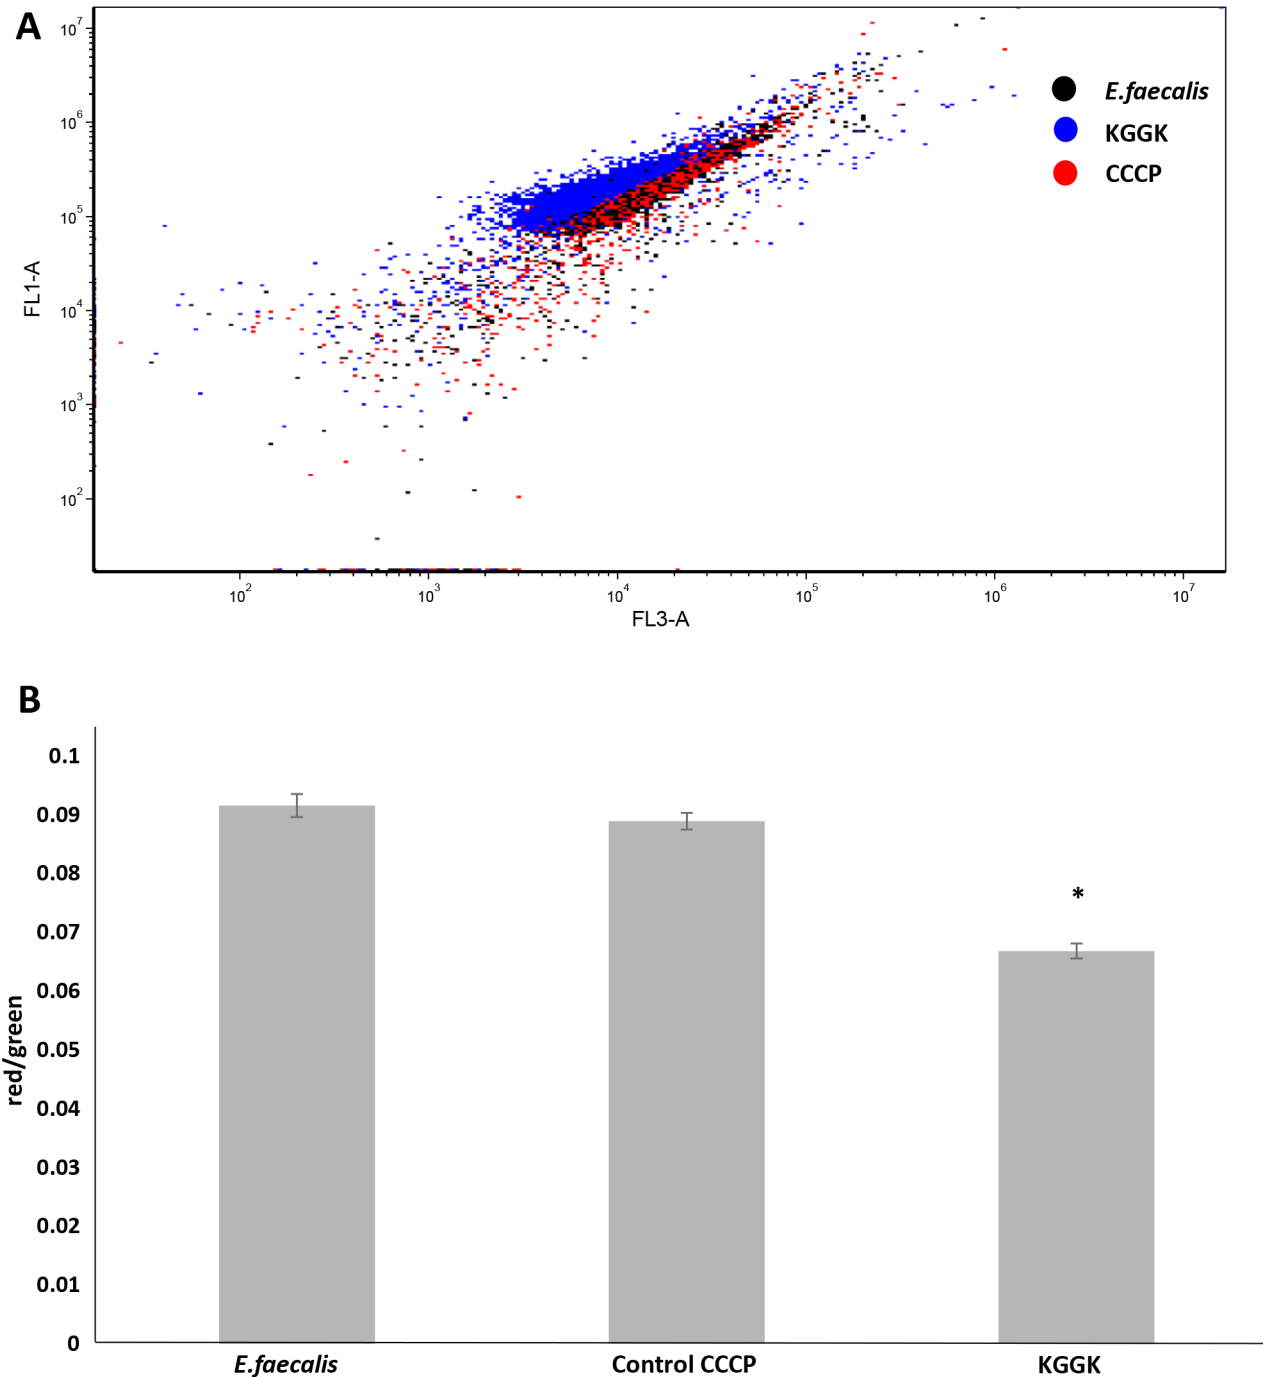 A
10^7
10^6
10^5
10^4
10^3
10^2
FL1-A
E.faecalis
KGGK
CCCP
10^2 10^3 10^4 10^5 10^6 10^7
FL3-A
B
0.1
0.09
0.08
0.07
0.06
0.05
0.04
0.03
0.02
0.01
0
red/green
*
E.faecalis Control CCCP KGGK